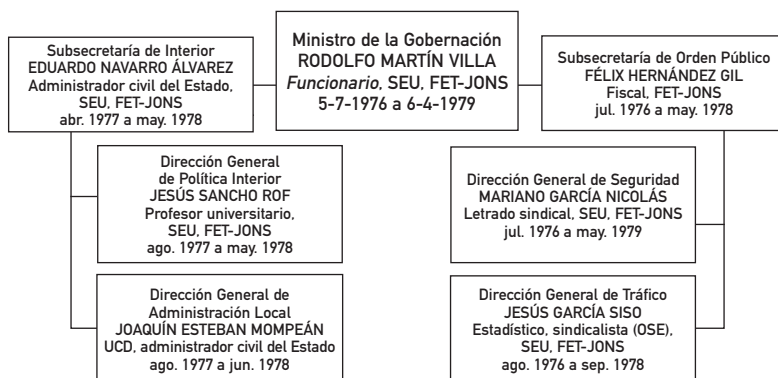 Ministro de la Gobernación
RODOLFO MARTÍN VILLA
Funcionario, SEU, FET-JONS
5-7-1976 a 6-4-1979
Subsecretaría de Interior
EDUARDO NAVARRO ÁLVAREZ
Administrador civil del Estado,
SEU, FET-JONS
abr. 1977 a may. 1978
Dirección General
de Política Interior
JESÚS SANCHO ROF
Profesor universitario,
SEU, FET-JONS
ago. 1977 a may. 1978
Dirección General de
Administración Local
JOAQUÍN ESTEBAN MOMPEÁN
UCD, administrador civil del Estado
ago. 1977 a jun. 1978
Subsecretaría de Orden Público
FÉLIX HERNÁNDEZ GIL
Fiscal, FET-JONS
jul. 1976 a may. 1978
Dirección General de Seguridad
MARIANO GARCÍA NICOLÁS
Letrado sindical, SEU, FET-JONS
jul. 1976 a may. 1979
Dirección General de Tráfico
JESÚS GARCÍA SISO
Estadístico, sindicalista (OSE),
SEU, FET-JONS
ago. 1976 a sep. 1978